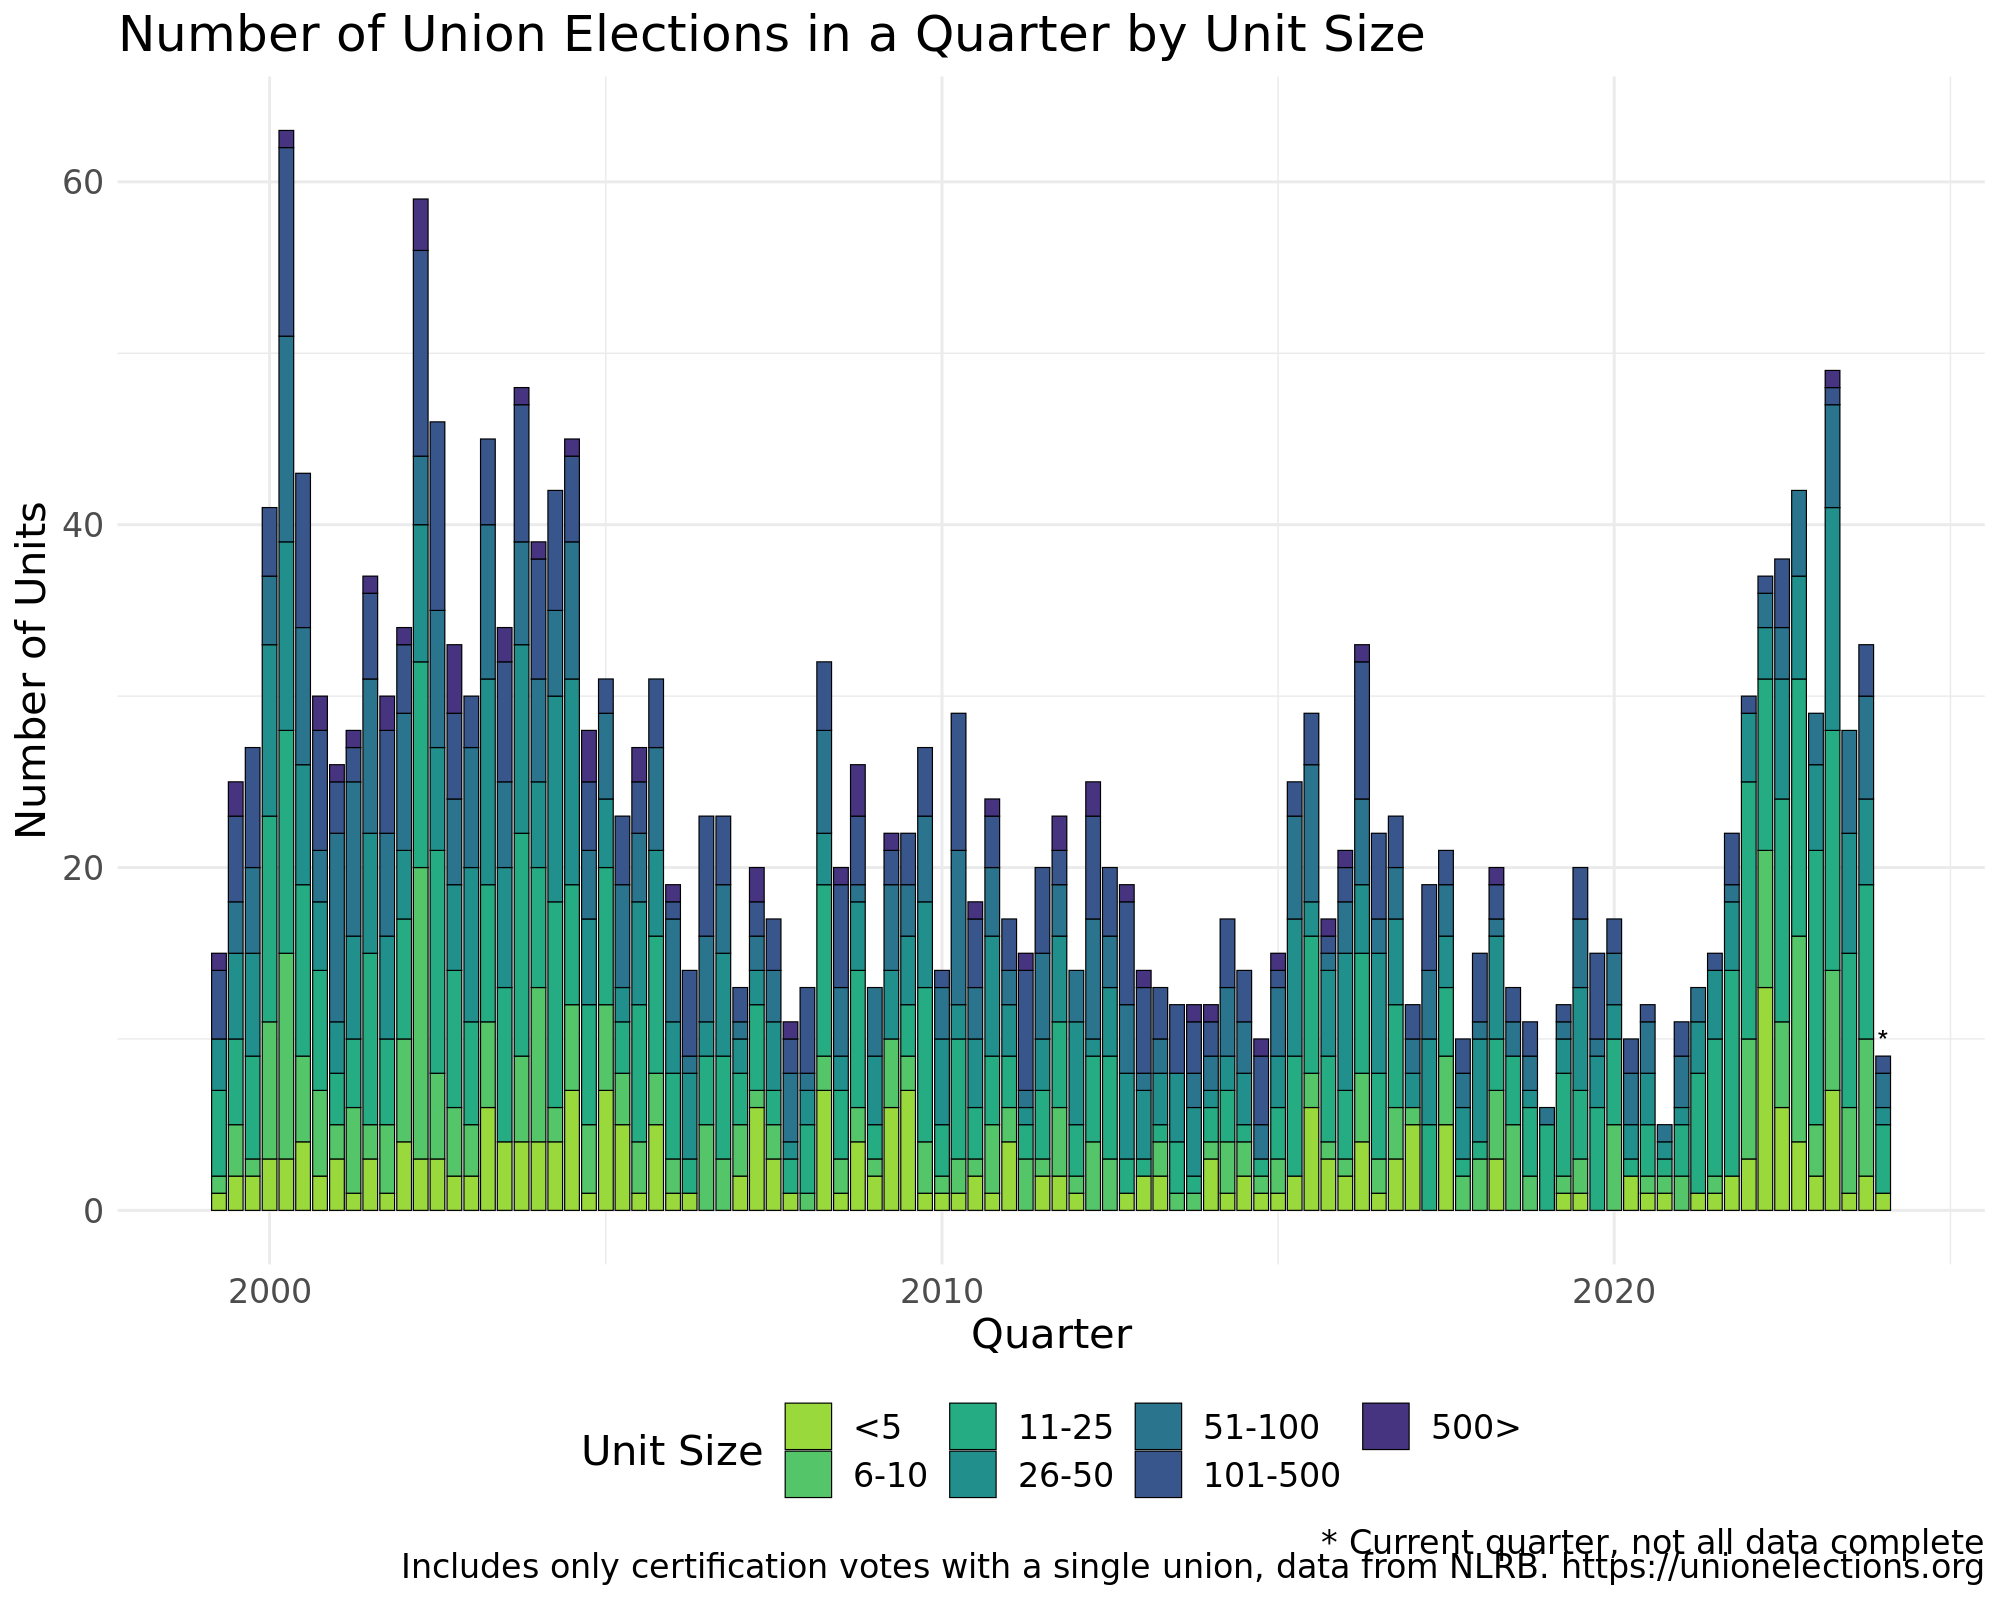 Number of Union Elections in a Quarter by Unit Size
Number of Units
60
40
20
0
*
2000
2010
2020
Quarter
Unit Size
<5
11-25
51-100
500>
6-10
26-50
101-500
* Current quarter, not all data complete
Includes only certification votes with a single union, data from NLRB. https://unionelections.org